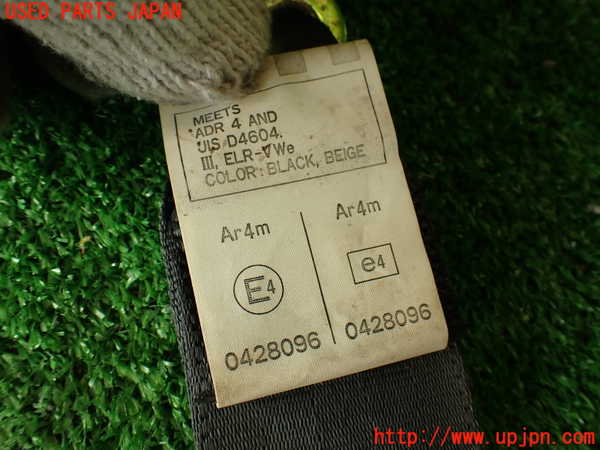 USED PARTS JAPAN
MEETS
ADR 4 AND
JIS D4604.
III, ELR-∇We
COLOR: BLACK, BEIGE
Ar4m
E4
0428096
Ar4m
e4
0428096
http://www.upjpn.com